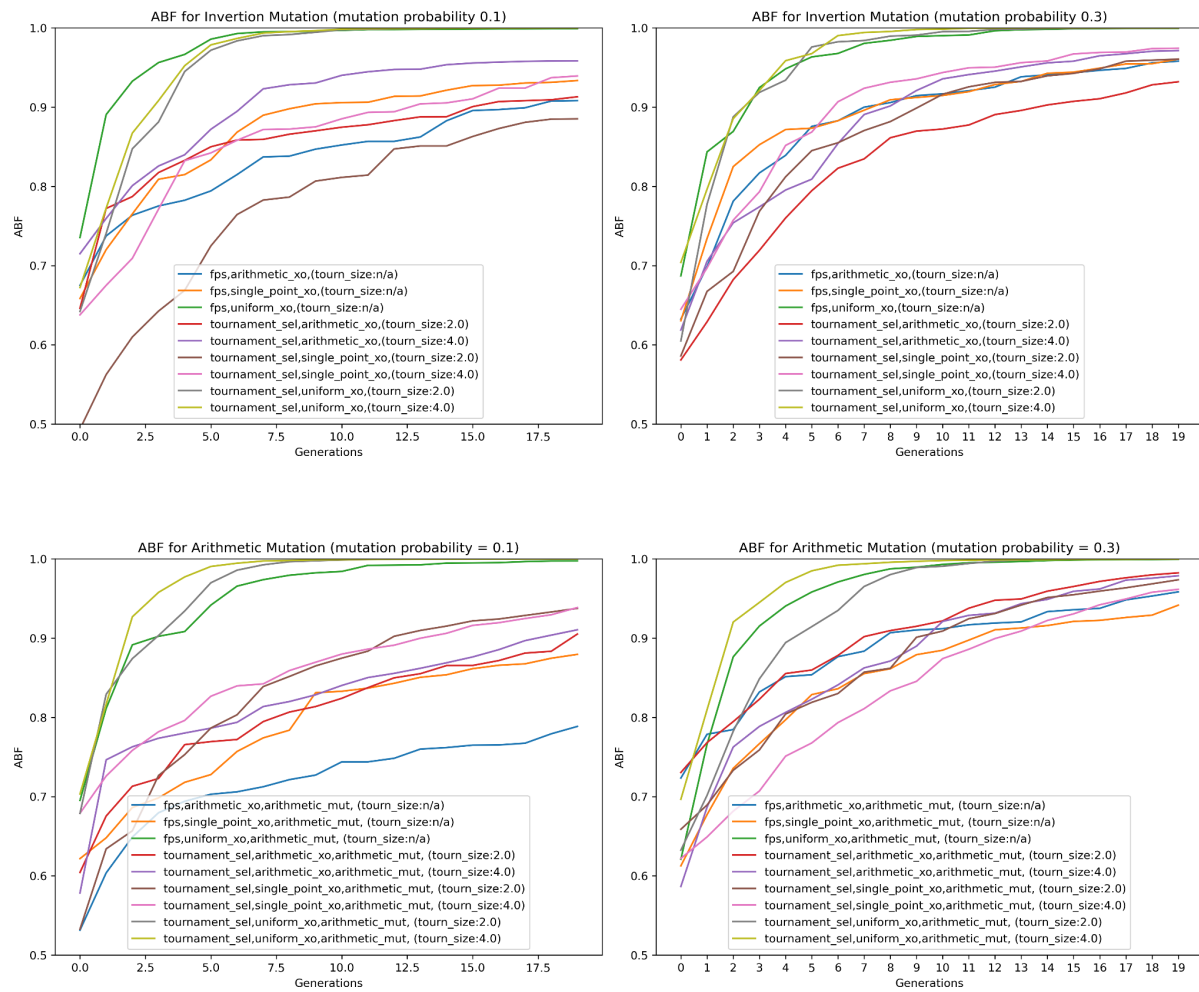 ABF for Invertion Mutation (mutation probability 0.1)
1.0
0.9
0.8
0.7
0.6
0.5
ABF
fps,arithmetic_xo,(tourn_size:n/a)
fps,single_point_xo,(tourn_size:n/a)
fps,uniform_xo,(tourn_size:n/a)
tournament_sel,arithmetic_xo,(tourn_size:2.0)
tournament_sel,arithmetic_xo,(tourn_size:4.0)
tournament_sel,single_point_xo,(tourn_size:2.0)
tournament_sel,single_point_xo,(tourn_size:4.0)
tournament_sel,uniform_xo,(tourn_size:2.0)
tournament_sel,uniform_xo,(tourn_size:4.0)
0.0 2.5 5.0 7.5 10.0 12.5 15.0 17.5
Generations
ABF for Invertion Mutation (mutation probability 0.3)
1.0
0.9
0.8
0.7
0.6
0.5
ABF
fps,arithmetic_xo,(tourn_size:n/a)
fps,single_point_xo,(tourn_size:n/a)
fps,uniform_xo,(tourn_size:n/a)
tournament_sel,arithmetic_xo,(tourn_size:2.0)
tournament_sel,arithmetic_xo,(tourn_size:4.0)
tournament_sel,single_point_xo,(tourn_size:2.0)
tournament_sel,single_point_xo,(tourn_size:4.0)
tournament_sel,uniform_xo,(tourn_size:2.0)
tournament_sel,uniform_xo,(tourn_size:4.0)
0 1 2 3 4 5 6 7 8 9 10 11 12 13 14 15 16 17 18 19
Generations
ABF for Arithmetic Mutation (mutation probability = 0.1)
1.0
0.9
0.8
0.7
0.6
0.5
ABF
fps,arithmetic_xo,arithmetic_mut, (tourn_size:n/a)
fps,single_point_xo,arithmetic_mut, (tourn_size:n/a)
fps,uniform_xo,arithmetic_mut, (tourn_size:n/a)
tournament_sel,arithmetic_xo,arithmetic_mut, (tourn_size:2.0)
tournament_sel,arithmetic_xo,arithmetic_mut, (tourn_size:4.0)
tournament_sel,single_point_xo,arithmetic_mut, (tourn_size:2.0)
tournament_sel,single_point_xo,arithmetic_mut, (tourn_size:4.0)
tournament_sel,uniform_xo,arithmetic_mut, (tourn_size:2.0)
tournament_sel,uniform_xo,arithmetic_mut, (tourn_size:4.0)
0.0 2.5 5.0 7.5 10.0 12.5 15.0 17.5
Generations
ABF for Arithmetic Mutation (mutation probability = 0.3)
1.0
0.9
0.8
0.7
0.6
0.5
ABF
fps,arithmetic_xo,arithmetic_mut, (tourn_size:n/a)
fps,single_point_xo,arithmetic_mut, (tourn_size:n/a)
fps,uniform_xo,arithmetic_mut, (tourn_size:n/a)
tournament_sel,arithmetic_xo,arithmetic_mut, (tourn_size:2.0)
tournament_sel,arithmetic_xo,arithmetic_mut, (tourn_size:4.0)
tournament_sel,single_point_xo,arithmetic_mut, (tourn_size:2.0)
tournament_sel,single_point_xo,arithmetic_mut, (tourn_size:4.0)
tournament_sel,uniform_xo,arithmetic_mut, (tourn_size:2.0)
tournament_sel,uniform_xo,arithmetic_mut, (tourn_size:4.0)
0 1 2 3 4 5 6 7 8 9 10 11 12 13 14 15 16 17 18 19
Generations